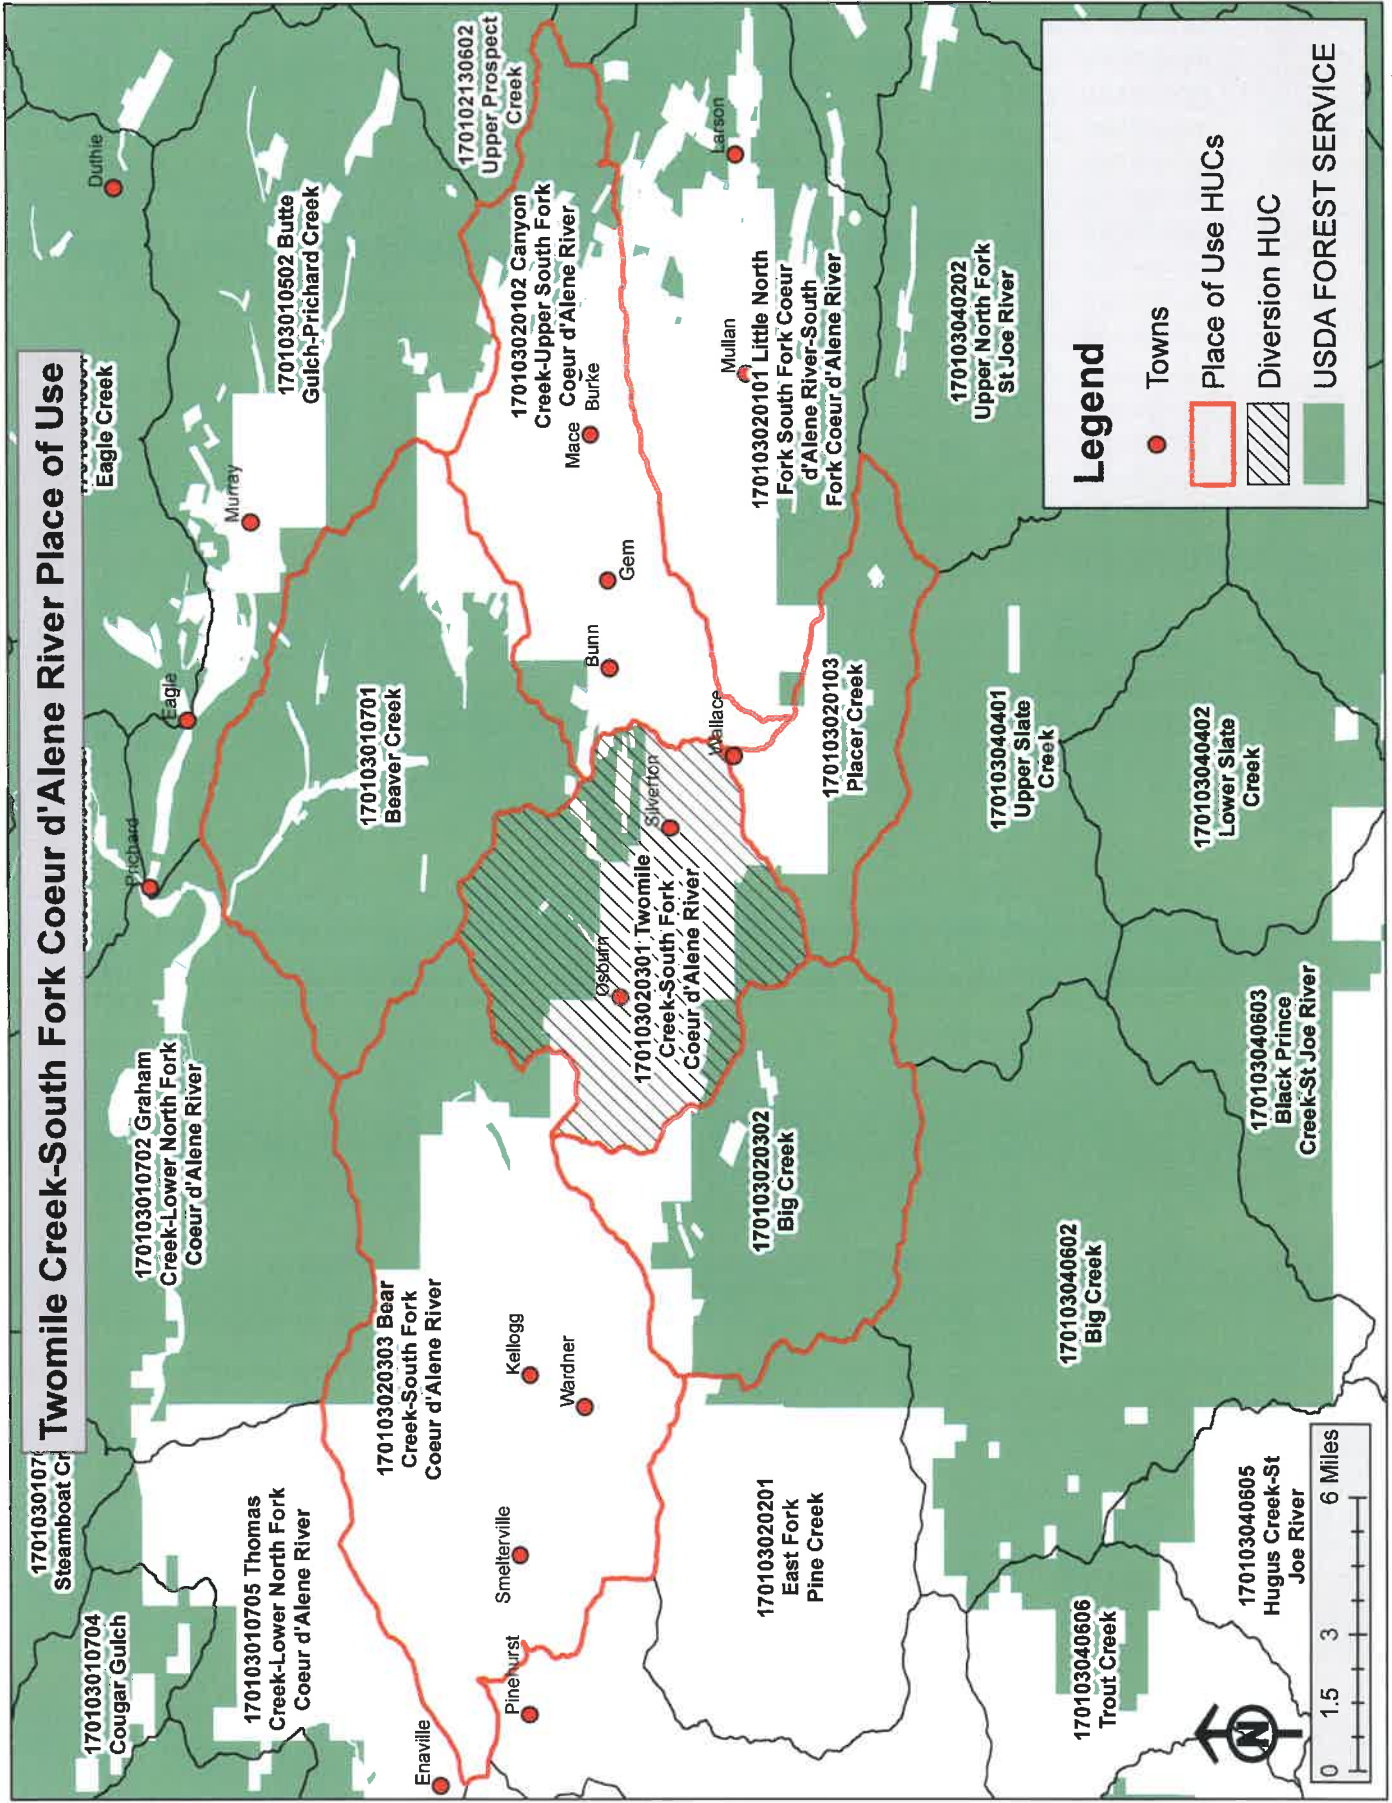 Twomile Creek-South Fork Coeur d'Alene River Place of Use
Steamboat Cr
Eagle Creek
Duthie
170103010704
Cougar Gulch
170103010702 Graham
Creek-Lower North Fork
Coeur d'Alene River
Prichard
Eagle
Murray
170103010502 Butte
Gulch-Prichard Creek
170103010705 Thomas
Creek-Lower North Fork
Coeur d'Alene River
170103010701
Beaver Creek
170102130602
Upper Prospect
Creek
170103020303 Bear
Creek-South Fork
Coeur d'Alene River
170103020102 Canyon
Creek-Upper South Fork
Coeur d'Alene River
Enaville
Pinehurst
Smelterville
Kellogg
Wardner
Mace
Burke
Bunn
Gem
Osburn
Silverton
170103020301 Twomile
Creek-South Fork
Coeur d'Alene River
Wallace
Mullan
Larson
170103020101 Little North
Fork South Fork Coeur
d'Alene River-South
Fork Coeur d'Alene River
170103020201
East Fork
Pine Creek
170103020302
Big Creek
170103020103
Placer Creek
170103040202
Upper North Fork
St Joe River
170103040401
Upper Slate
Creek
170103040602
Big Creek
170103040606
Trout Creek
170103040402
Lower Slate
Creek
170103040603
Black Prince
Creek-St Joe River
170103040605
Hugus Creek-St
Joe River
Legend
Towns
Place of Use HUCs
Diversion HUC
USDA FOREST SERVICE
N
0 1.5 3 6 Miles